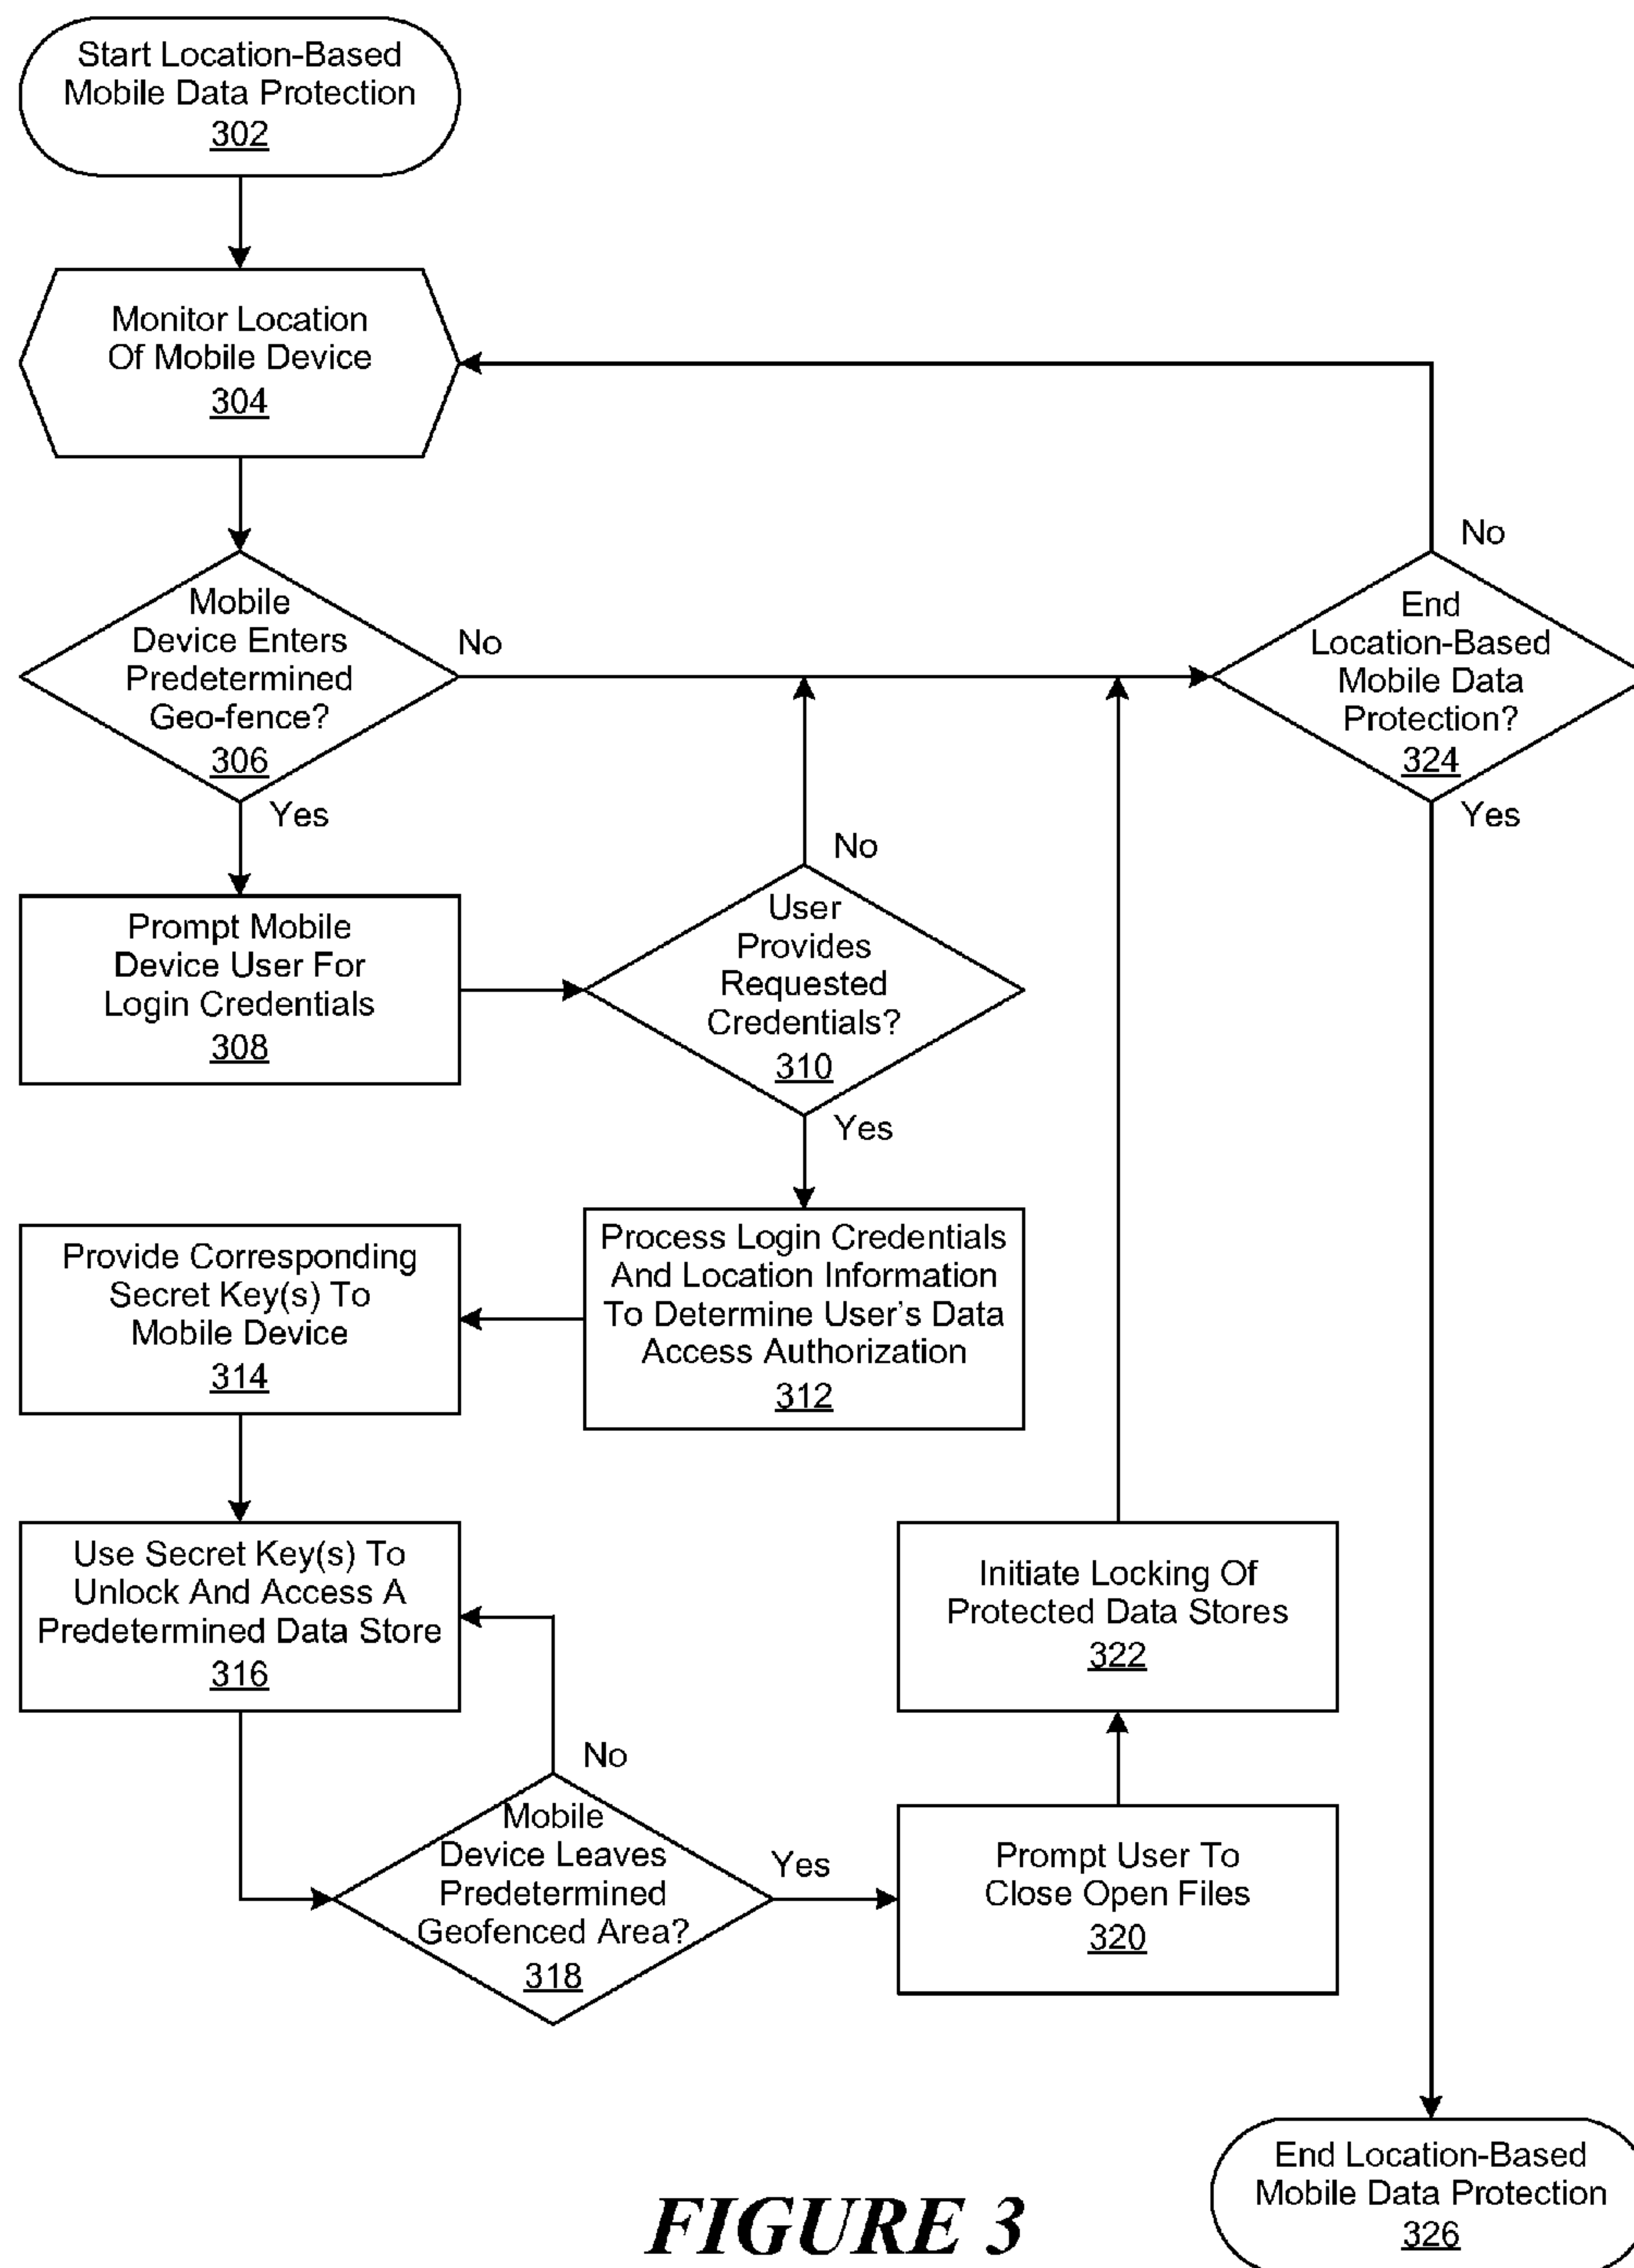 Start Location-Based
Mobile Data Protection
302
Monitor Location
Of Mobile Device
304
No
Mobile
Device Enters
Predetermined
Geo-fence?
306
No
End
Location-Based
Mobile Data
Protection?
324
Yes
Yes
Prompt Mobile
Device User For
Login Credentials
308
No
User
Provides
Requested
Credentials?
310
Yes
Process Login Credentials
And Location Information
To Determine User's Data
Access Authorization
312
Provide Corresponding
Secret Key(s) To
Mobile Device
314
Use Secret Key(s) To
Unlock And Access A
Predetermined Data Store
316
No
Mobile
Device Leaves
Predetermined
Geofenced Area?
318
Yes
Prompt User To
Close Open Files
320
Initiate Locking Of
Protected Data Stores
322
End Location-Based
Mobile Data Protection
326
FIGURE 3